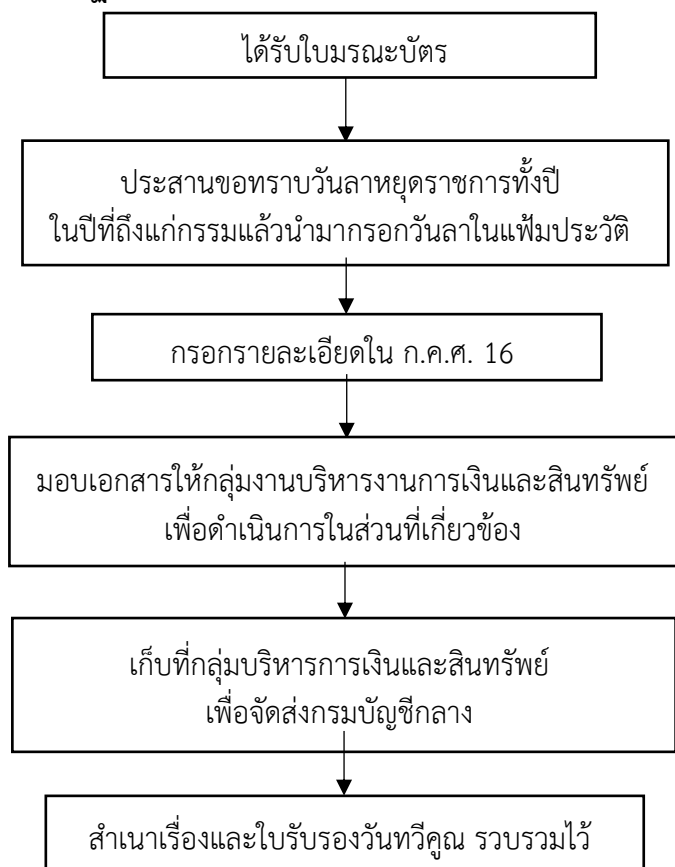 ได้รับใบมรณะบัตร
ประสานขอทราบวันลาหยุดราชการทั้งปี
ในปีที่ถึงแก่กรรมแล้วนำมากรอกวันลาในแฟ้มประวัติ
กรอกรายละเอียดใน ก.ค.ศ. 16
มอบเอกสารให้กลุ่มงานบริหารงานการเงินและสินทรัพย์
เพื่อดำเนินการในส่วนที่เกี่ยวข้อง
เก็บที่กลุ่มบริหารการเงินและสินทรัพย์
เพื่อจัดส่งกรมบัญชีกลาง
สำเนาเรื่องและใบรับรองวันทวีคูณ รวบรวมไว้